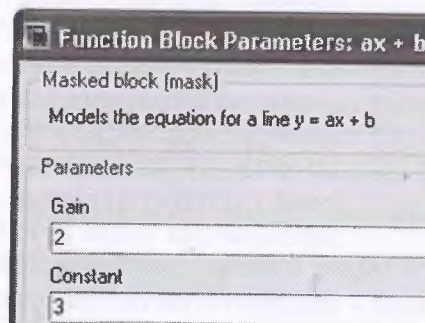 Function Block Parameters: ax + b
Masked block (mask)
Models the equation for a line y = ax + b
Parameters
Gain
2
Constant
3